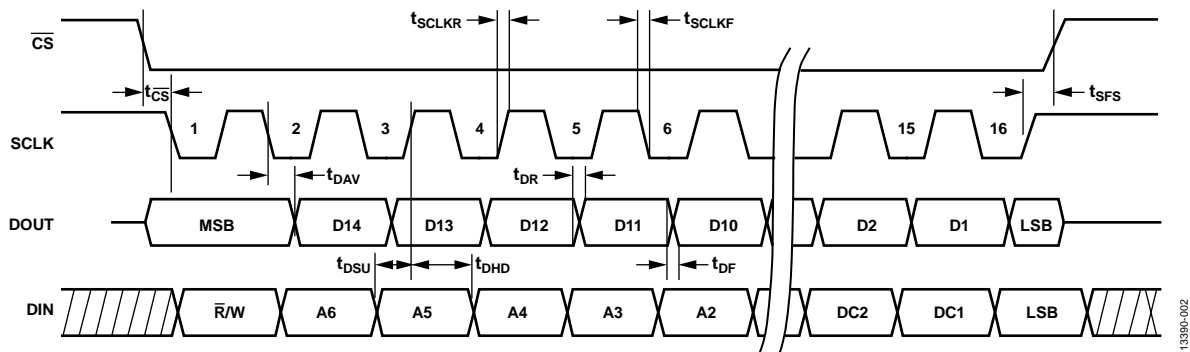 tSCLKR
tSCLKF
CS
tCS
tSFS
SCLK
1 2 3 4 5 6 15 16
tDAV
tDR
DOUT
MSB D14 D13 D12 D11 D10 D2 D1 LSB
tDSU
tDHD
tDF
DIN
R/W A6 A5 A4 A3 A2 DC2 DC1 LSB
13390-002